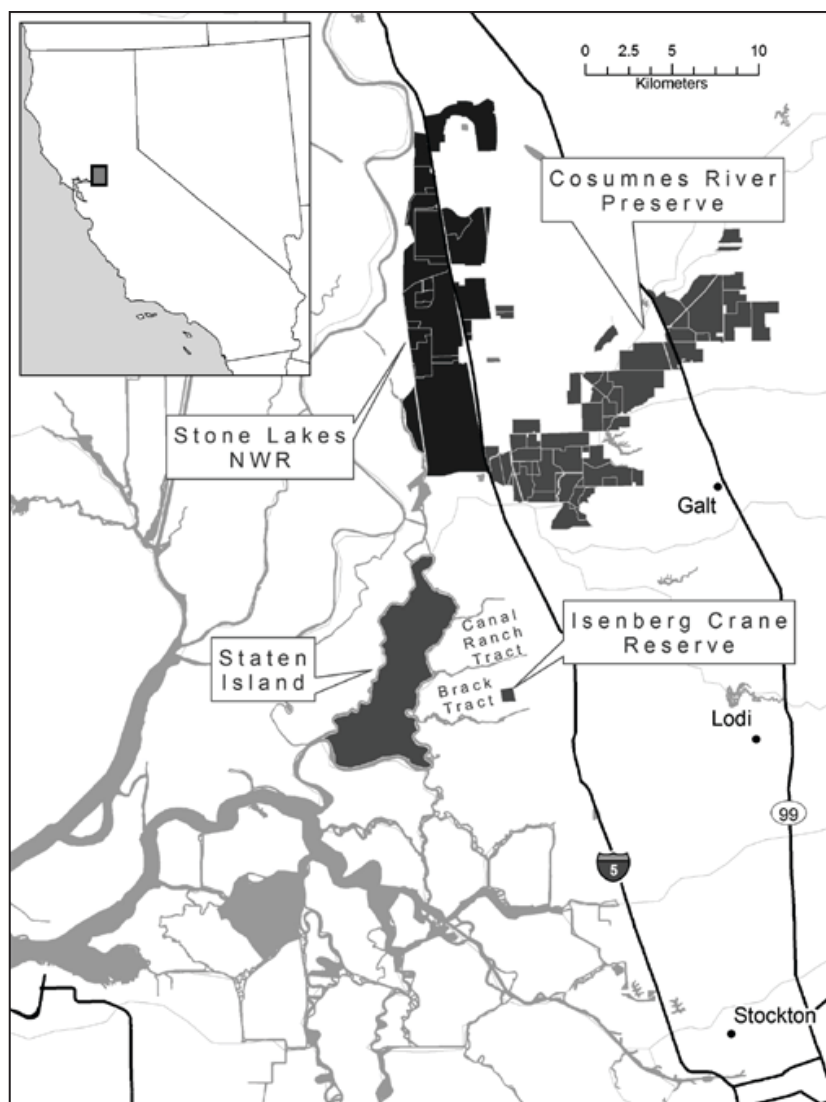 0 2.5 5 10
Kilometers
Cosumnes River
Preserve
Stone Lakes
NWR
Galt
Canal
Ranch
Tract
Isenberg Crane
Reserve
Staten
Island
Brack
Tract
Lodi
99
5
Stockton